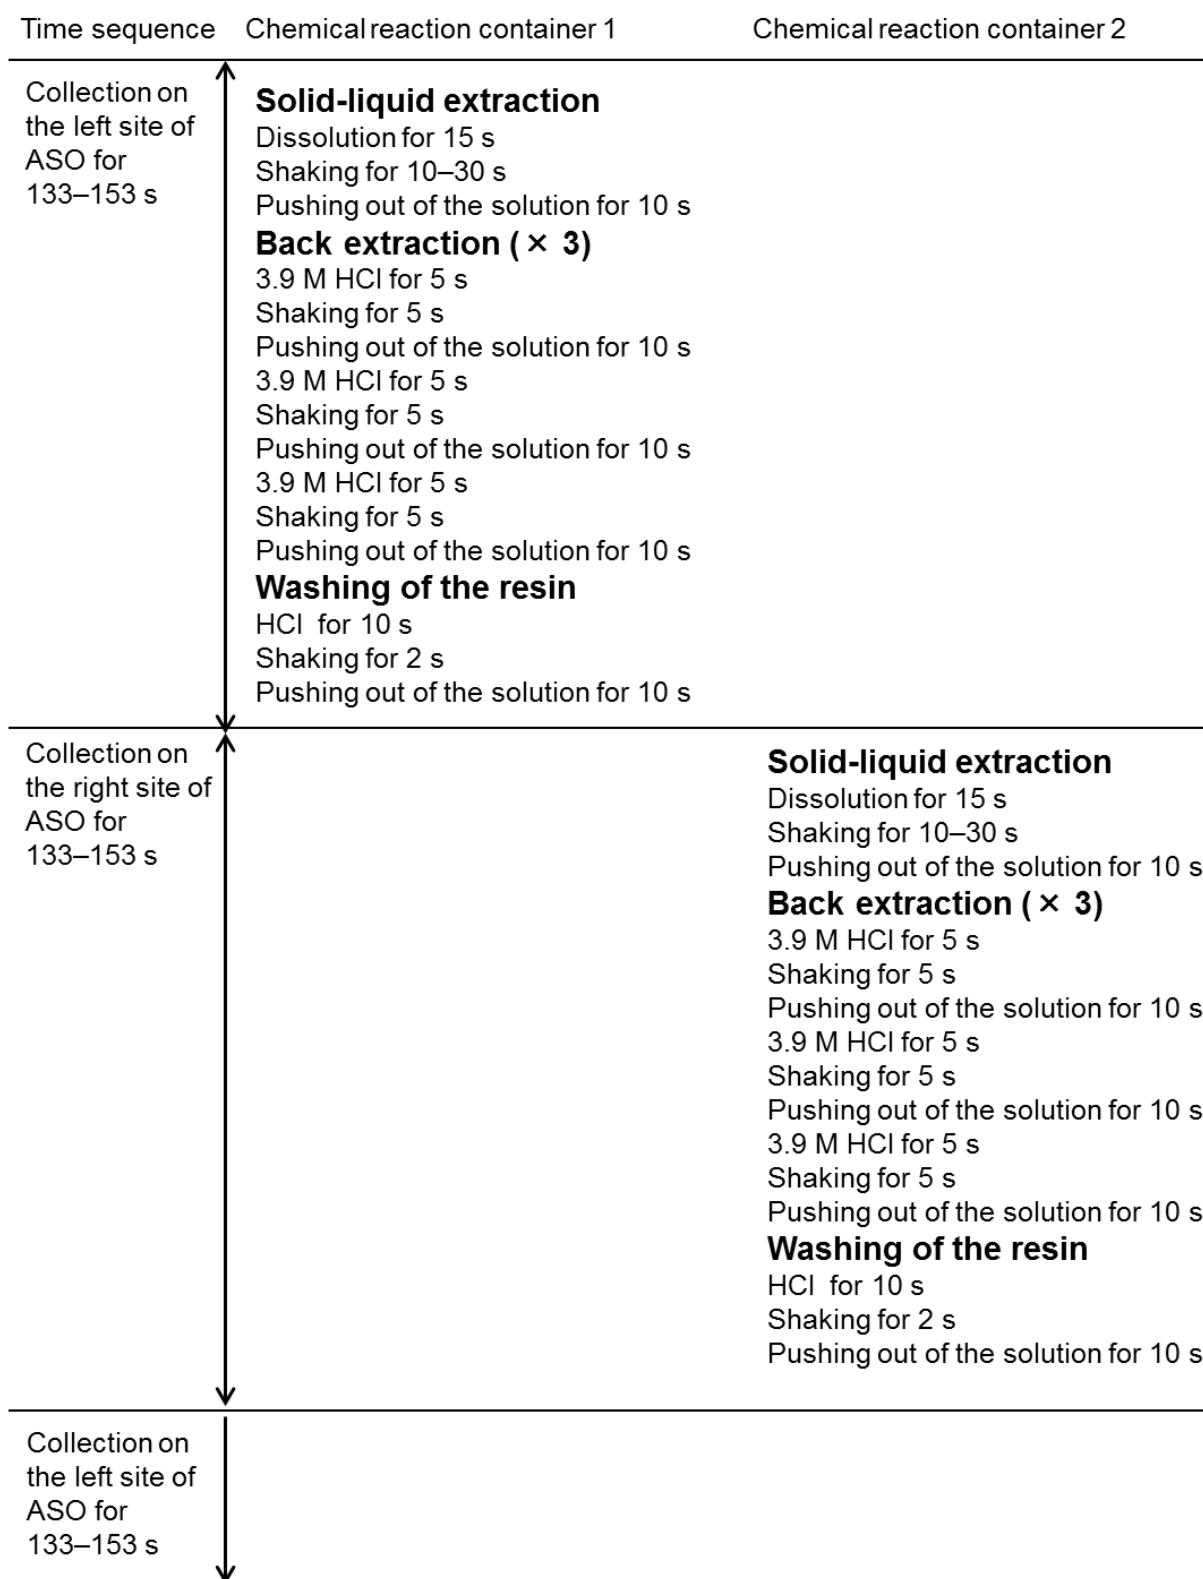 Time sequence Chemical reaction container 1 Chemical reaction container 2
Collection on
the left site of
ASO for
133–153 s
Solid-liquid extraction
Dissolution for 15 s
Shaking for 10–30 s
Pushing out of the solution for 10 s
Back extraction ( × 3)
3.9 M HCl for 5 s
Shaking for 5 s
Pushing out of the solution for 10 s
3.9 M HCl for 5 s
Shaking for 5 s
Pushing out of the solution for 10 s
3.9 M HCl for 5 s
Shaking for 5 s
Pushing out of the solution for 10 s
Washing of the resin
HCl for 10 s
Shaking for 2 s
Pushing out of the solution for 10 s
Collection on
the right site of
ASO for
133–153 s
Solid-liquid extraction
Dissolution for 15 s
Shaking for 10–30 s
Pushing out of the solution for 10 s
Back extraction ( × 3)
3.9 M HCl for 5 s
Shaking for 5 s
Pushing out of the solution for 10 s
3.9 M HCl for 5 s
Shaking for 5 s
Pushing out of the solution for 10 s
3.9 M HCl for 5 s
Shaking for 5 s
Pushing out of the solution for 10 s
Washing of the resin
HCl for 10 s
Shaking for 2 s
Pushing out of the solution for 10 s
Collection on
the left site of
ASO for
133–153 s